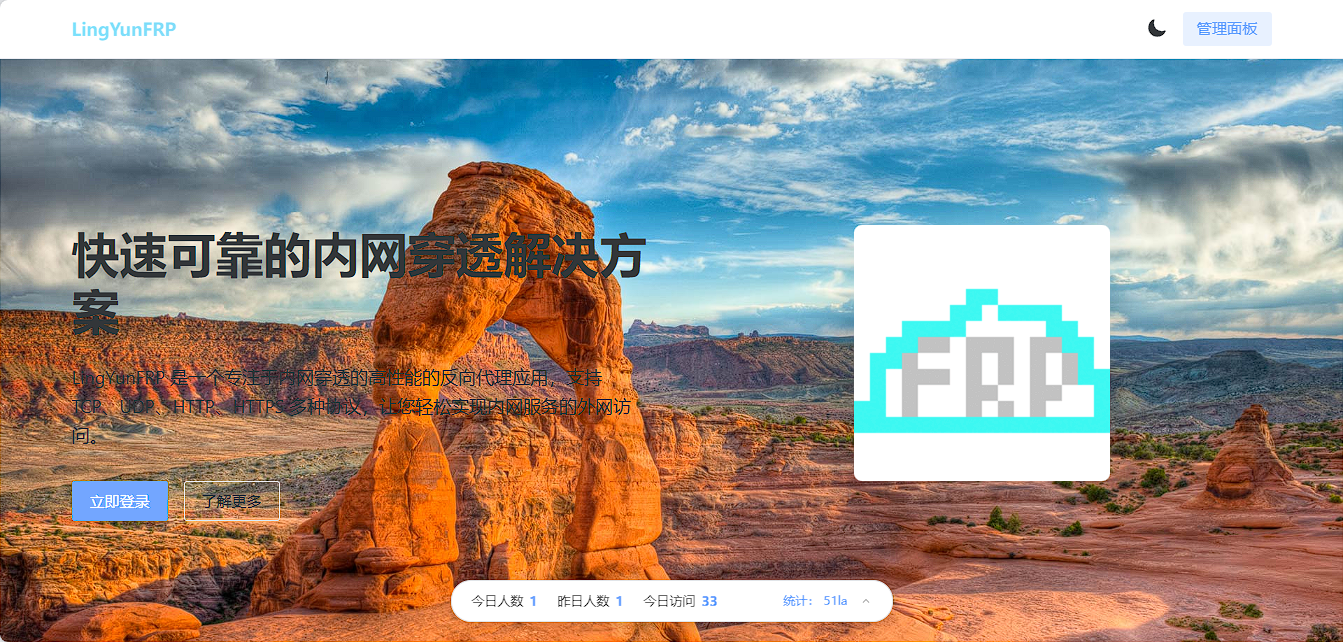 LingYunFRP
管理面板
快速可靠的内网穿透解决方
案
LingYunFRP 是一个专注于内网穿透的高性能的反向代理应用，支持
TCP、UDP、HTTP、HTTPS 多种协议，让您轻松实现内网服务的外网访
问。
立即登录 了解更多
FRP
今日人数 1 昨日人数 1 今日访问 33 统计： 51la